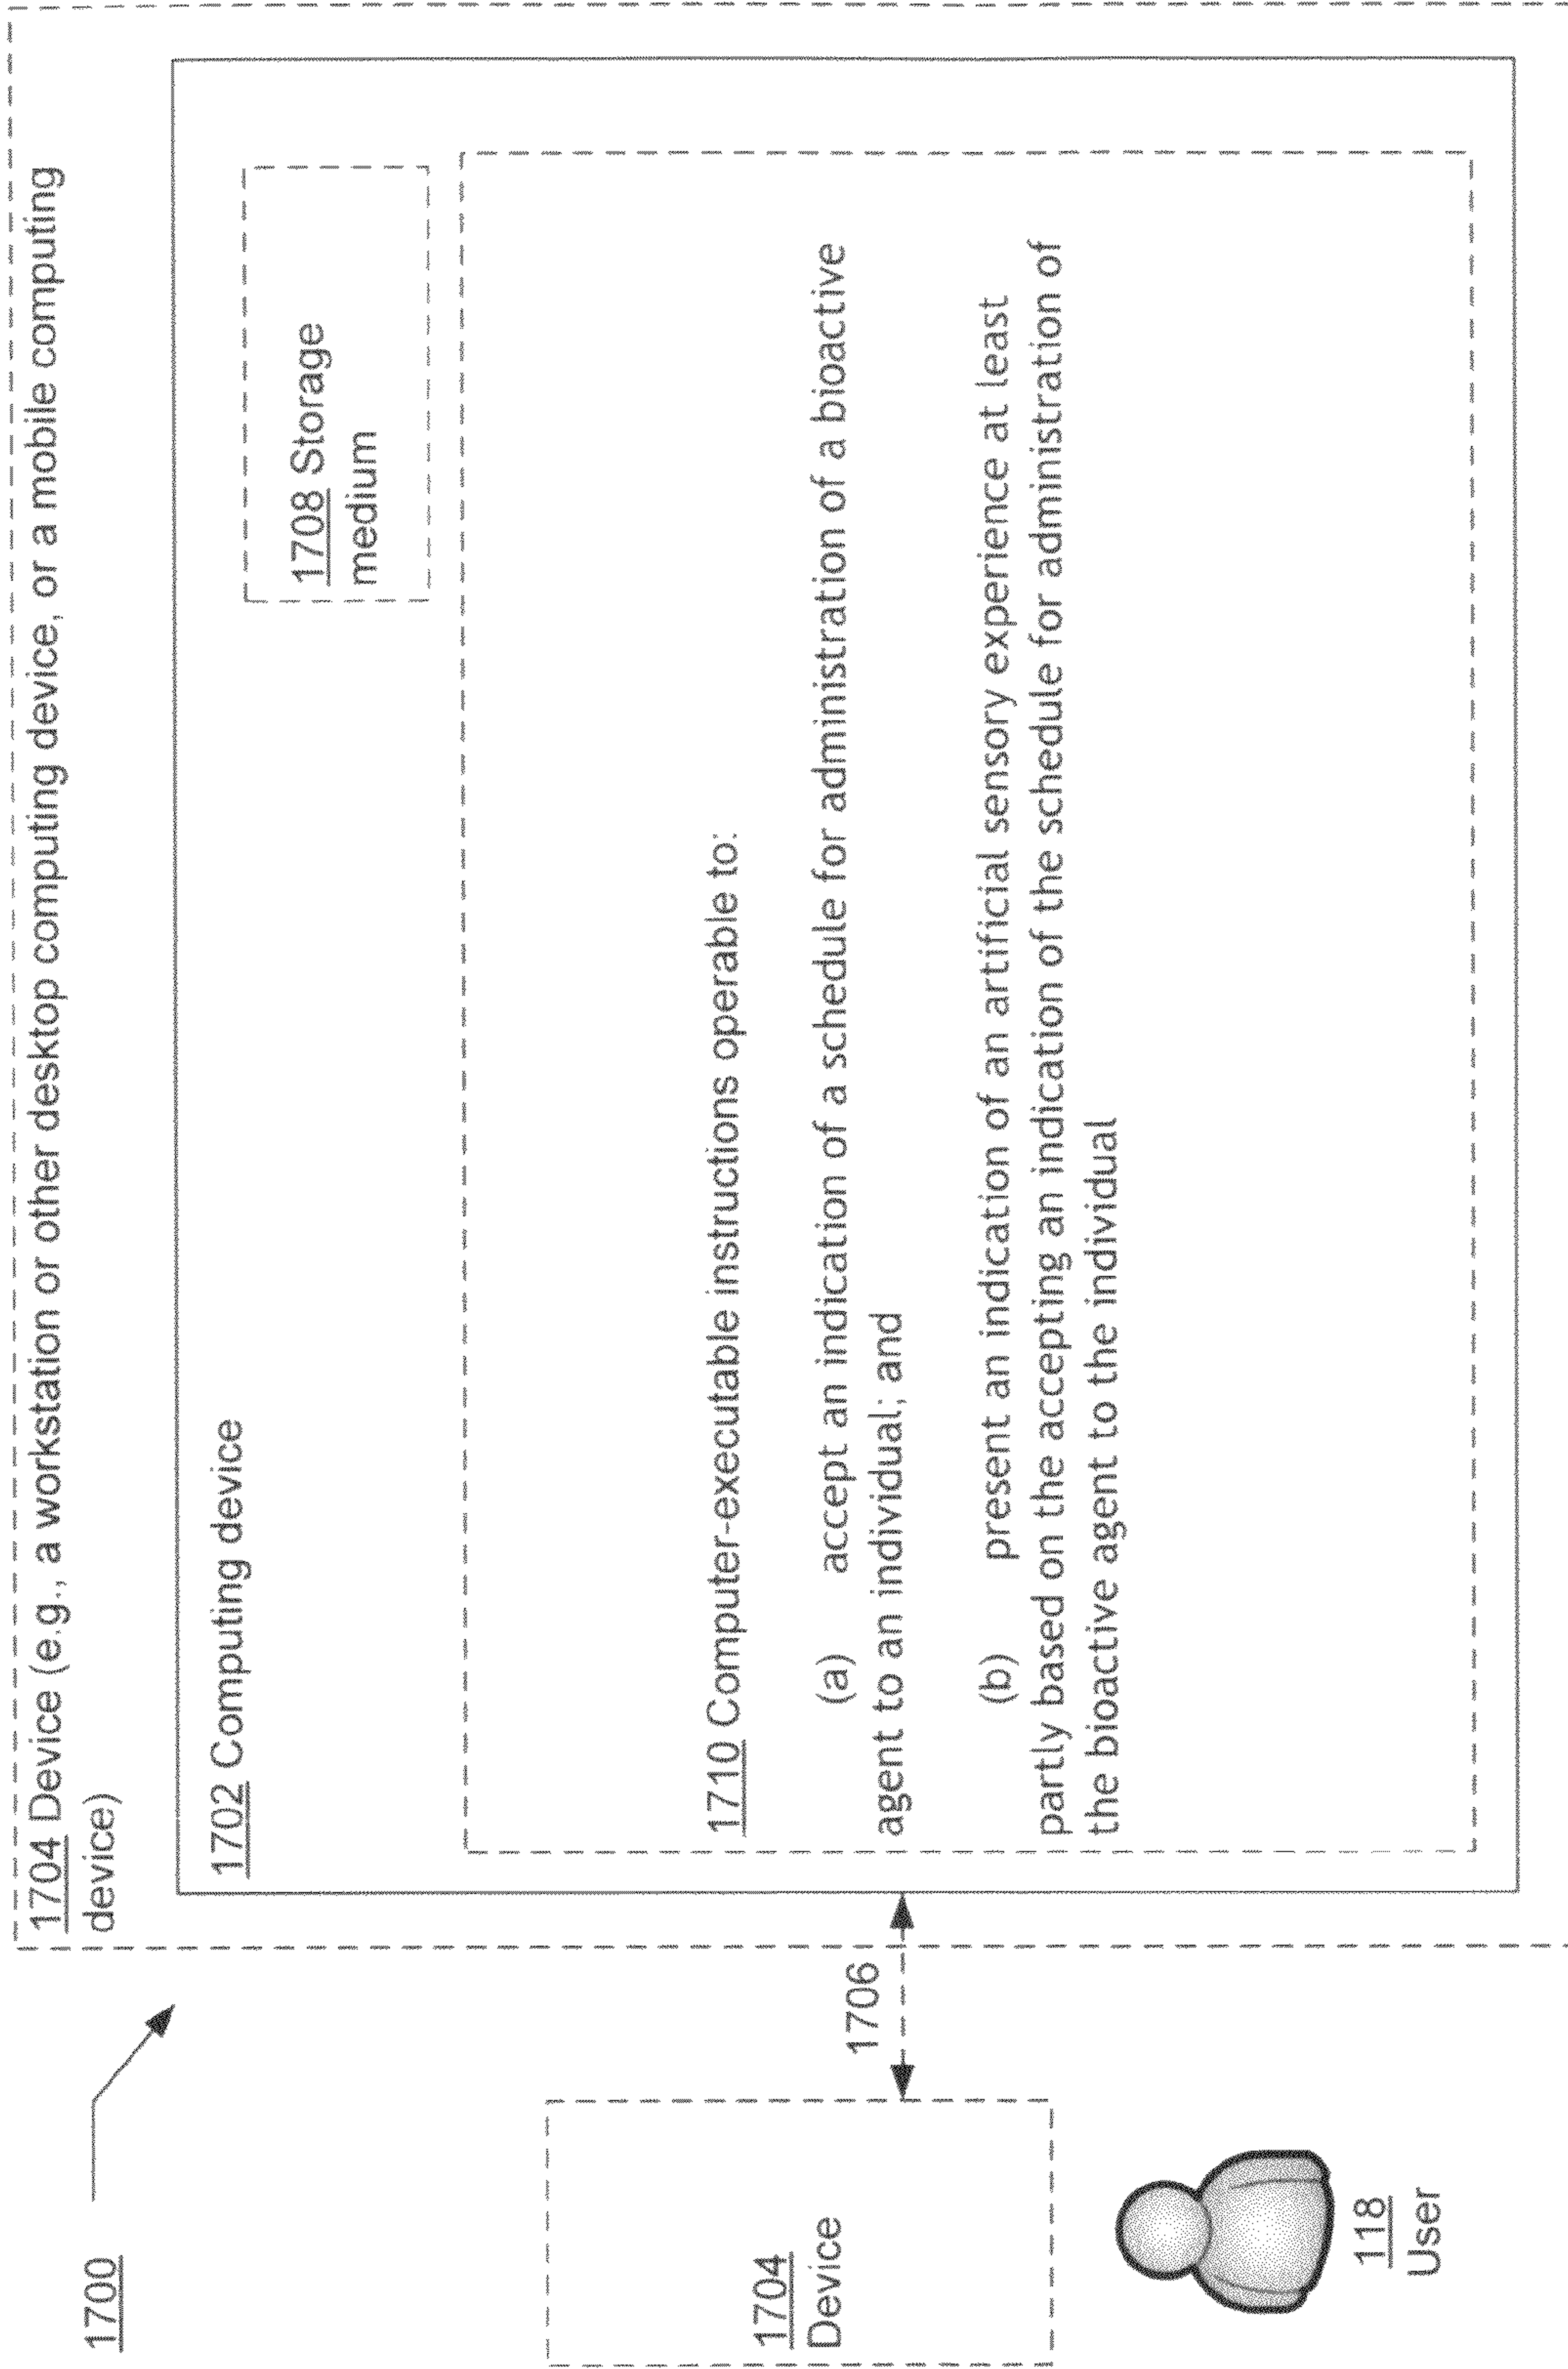 1700
1704 Device (e.g., a workstation or other desktop computing device, or a mobile computing
device)
1702 Computing device
1708 Storage
medium
1710 Computer-executable instructions operable to:
(a) accept an indication of a schedule for administration of a bioactive
agent to an individual; and
(b) present an indication of an artificial sensory experience at least
partly based on the accepting an indication of the schedule for administration of
the bioactive agent to the individual
1704
Device
1706
118
User